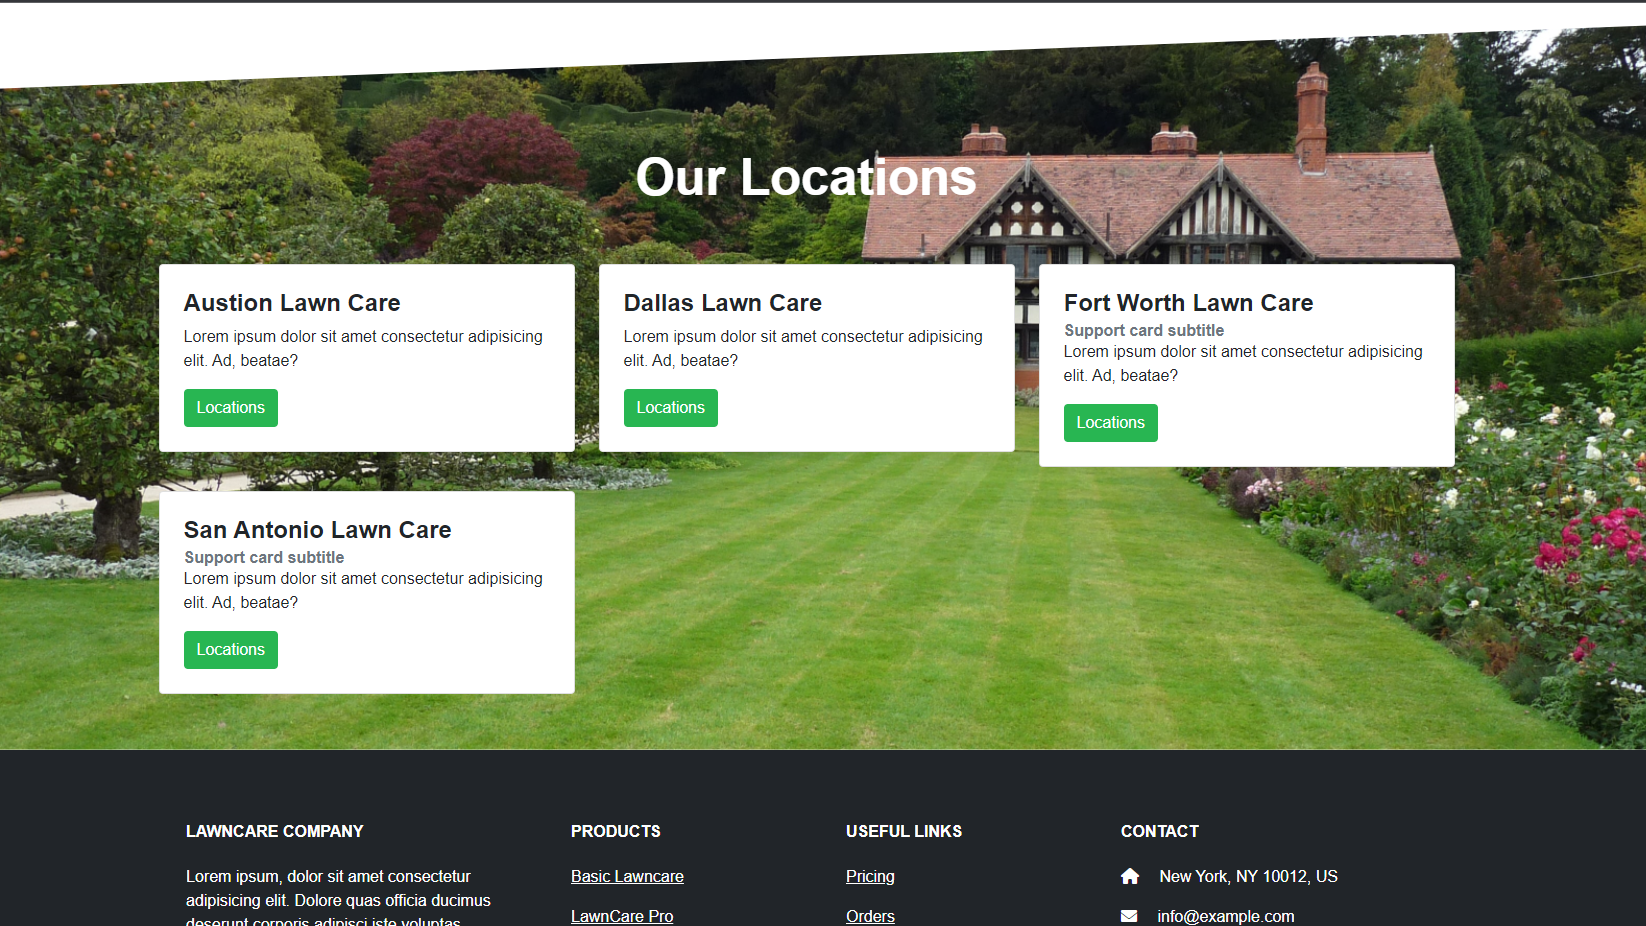 Our Locations
Austion Lawn Care
Lorem ipsum dolor sit amet consectetur adipisicing
elit. Ad, beatae?
Locations
Dallas Lawn Care
Lorem ipsum dolor sit amet consectetur adipisicing
elit. Ad, beatae?
Locations
Fort Worth Lawn Care
Support card subtitle
Lorem ipsum dolor sit amet consectetur adipisicing
elit. Ad, beatae?
Locations
San Antonio Lawn Care
Support card subtitle
Lorem ipsum dolor sit amet consectetur adipisicing
elit. Ad, beatae?
Locations
LAWNCARE COMPANY
Lorem ipsum, dolor sit amet consectetur
adipisicing elit. Dolore quas officia ducimus
deserunt corporis adipisci iste voluptas
PRODUCTS
Basic Lawncare
LawnCare Pro
USEFUL LINKS
Pricing
Orders
CONTACT
New York, NY 10012, US
info@example.com